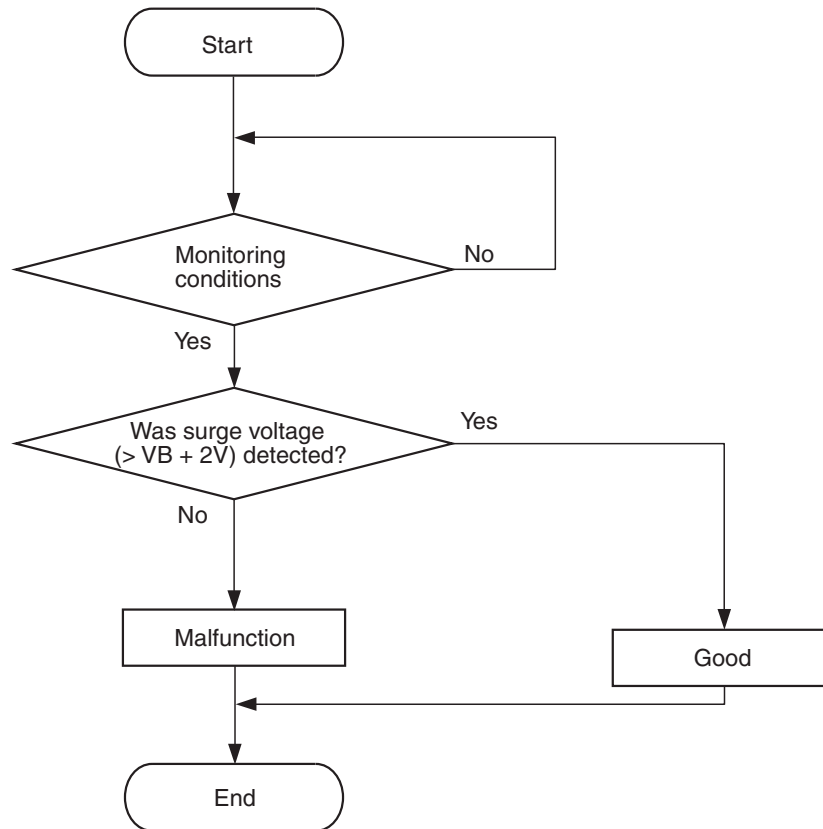 Start
Monitoring
conditions
No
Yes
Was surge voltage
(> VB + 2V) detected?
Yes
No
Malfunction
Good
End